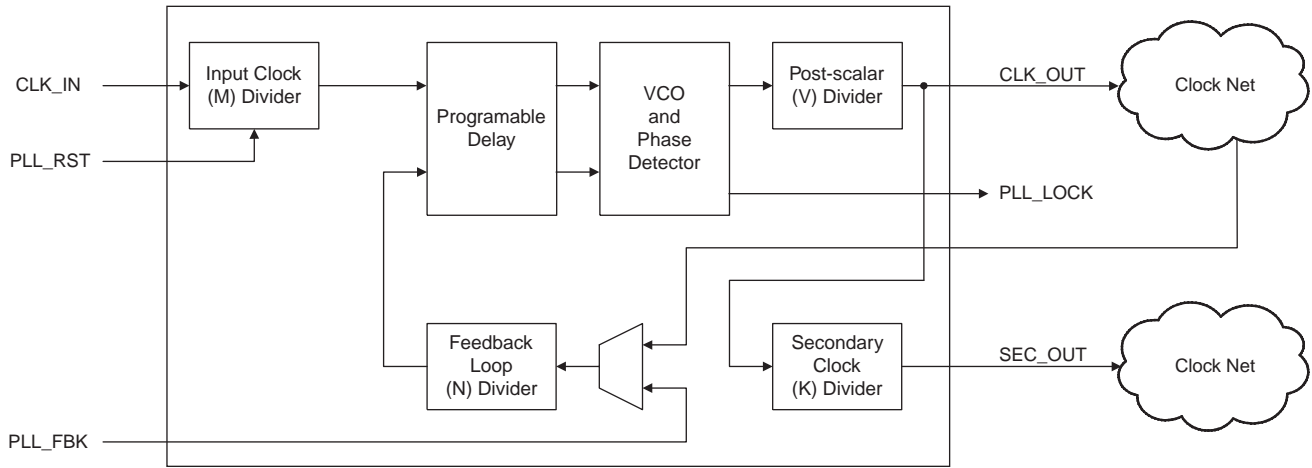 CLK_IN
PLL_RST
Input Clock
(M) Divider
Programable
Delay
VCO
and
Phase
Detector
Post-scalar
(V) Divider
CLK_OUT
Clock Net
PLL_LOCK
Feedback
Loop
(N) Divider
Secondary
Clock
(K) Divider
SEC_OUT
Clock Net
PLL_FBK